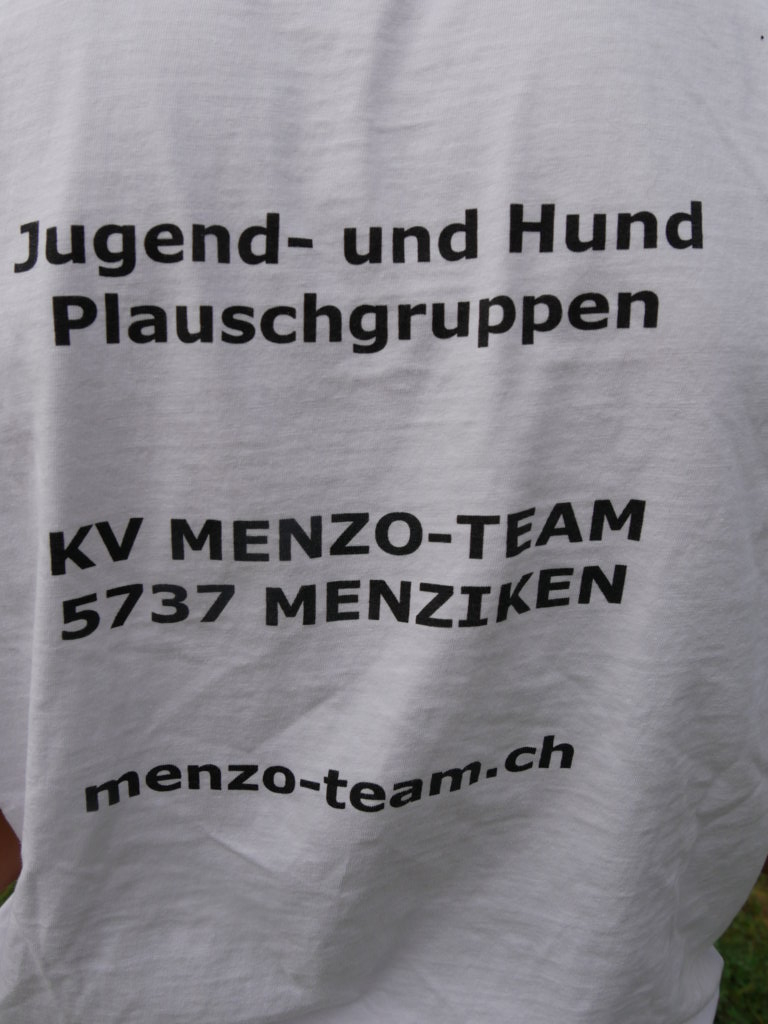 Jugend- und Hund
Plauschgruppen
KV MENZO-TEAM
5737 MENZIKEN
menzo-team.ch